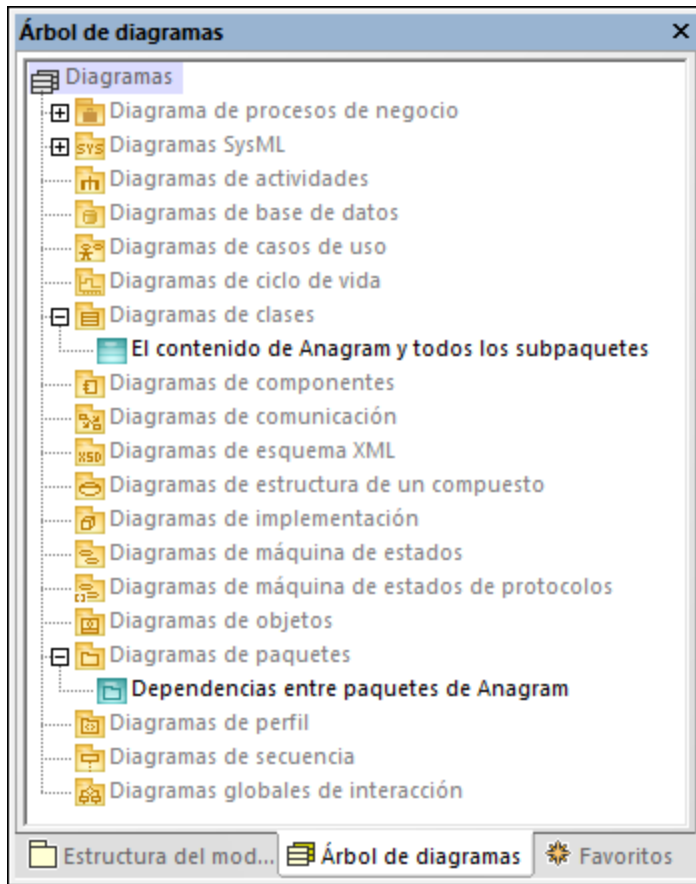 Árbol de diagramas
Diagramas
Diagrama de procesos de negocio
SYS Diagramas SysML
Diagramas de actividades
Diagramas de base de datos
Diagramas de casos de uso
Diagramas de ciclo de vida
Diagramas de clases
El contenido de Anagram y todos los subpaquetes
Diagramas de componentes
Diagramas de comunicación
XSD Diagramas de esquema XML
Diagramas de estructura de un compuesto
Diagramas de implementación
Diagramas de máquina de estados
Diagramas de máquina de estados de protocolos
Diagramas de objetos
Diagramas de paquetes
Dependencias entre paquetes de Anagram
Diagramas de perfil
Diagramas de secuencia
Diagramas globales de interacción
Estructura del mod... Árbol de diagramas Favoritos